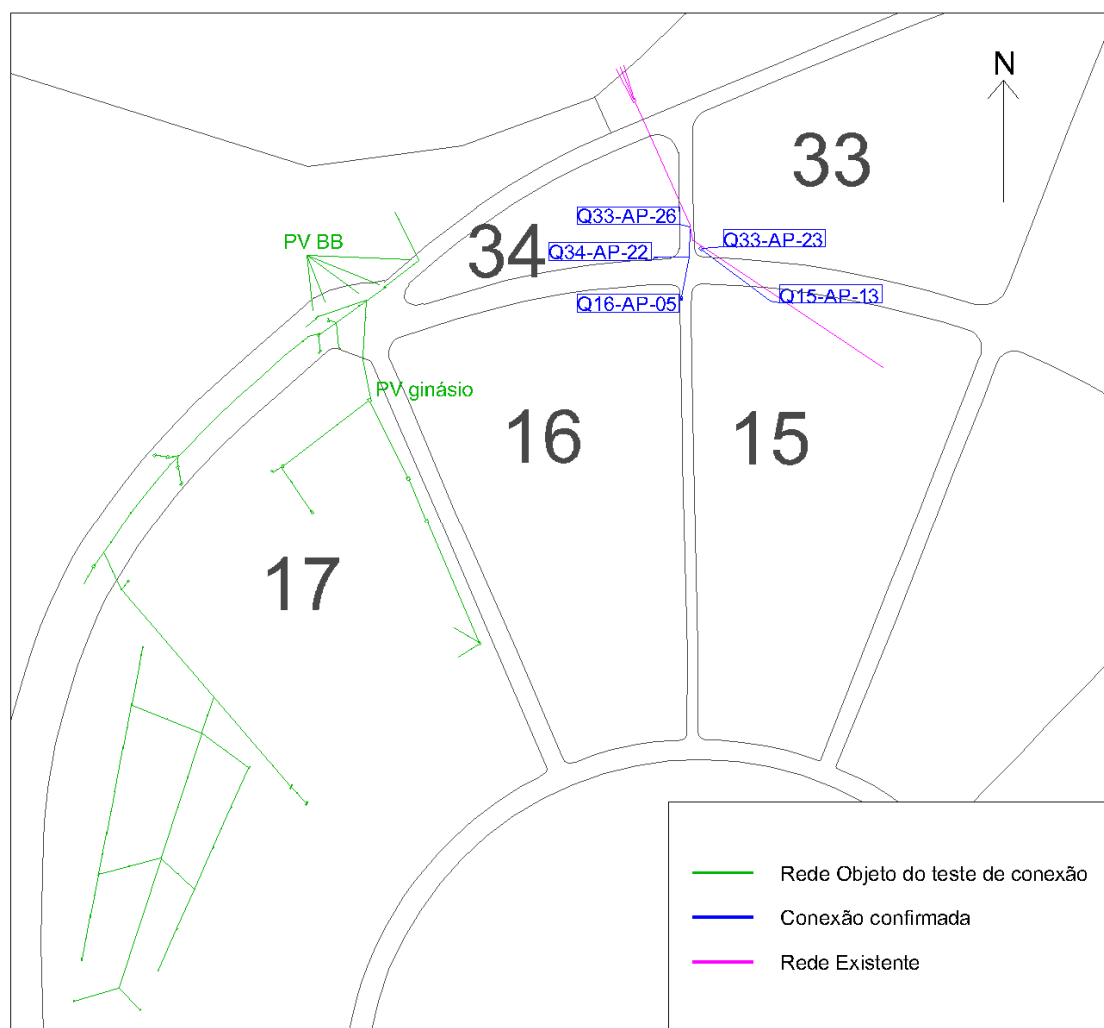 N
33
Q33-AP-26
PV BB
34
Q33-AP-23
Q34-AP-22
Q15-AP-13
Q16-AP-05
PV ginásio
16
15
17
Rede Objeto do teste de conexão
Conexão confirmada
Rede Existente